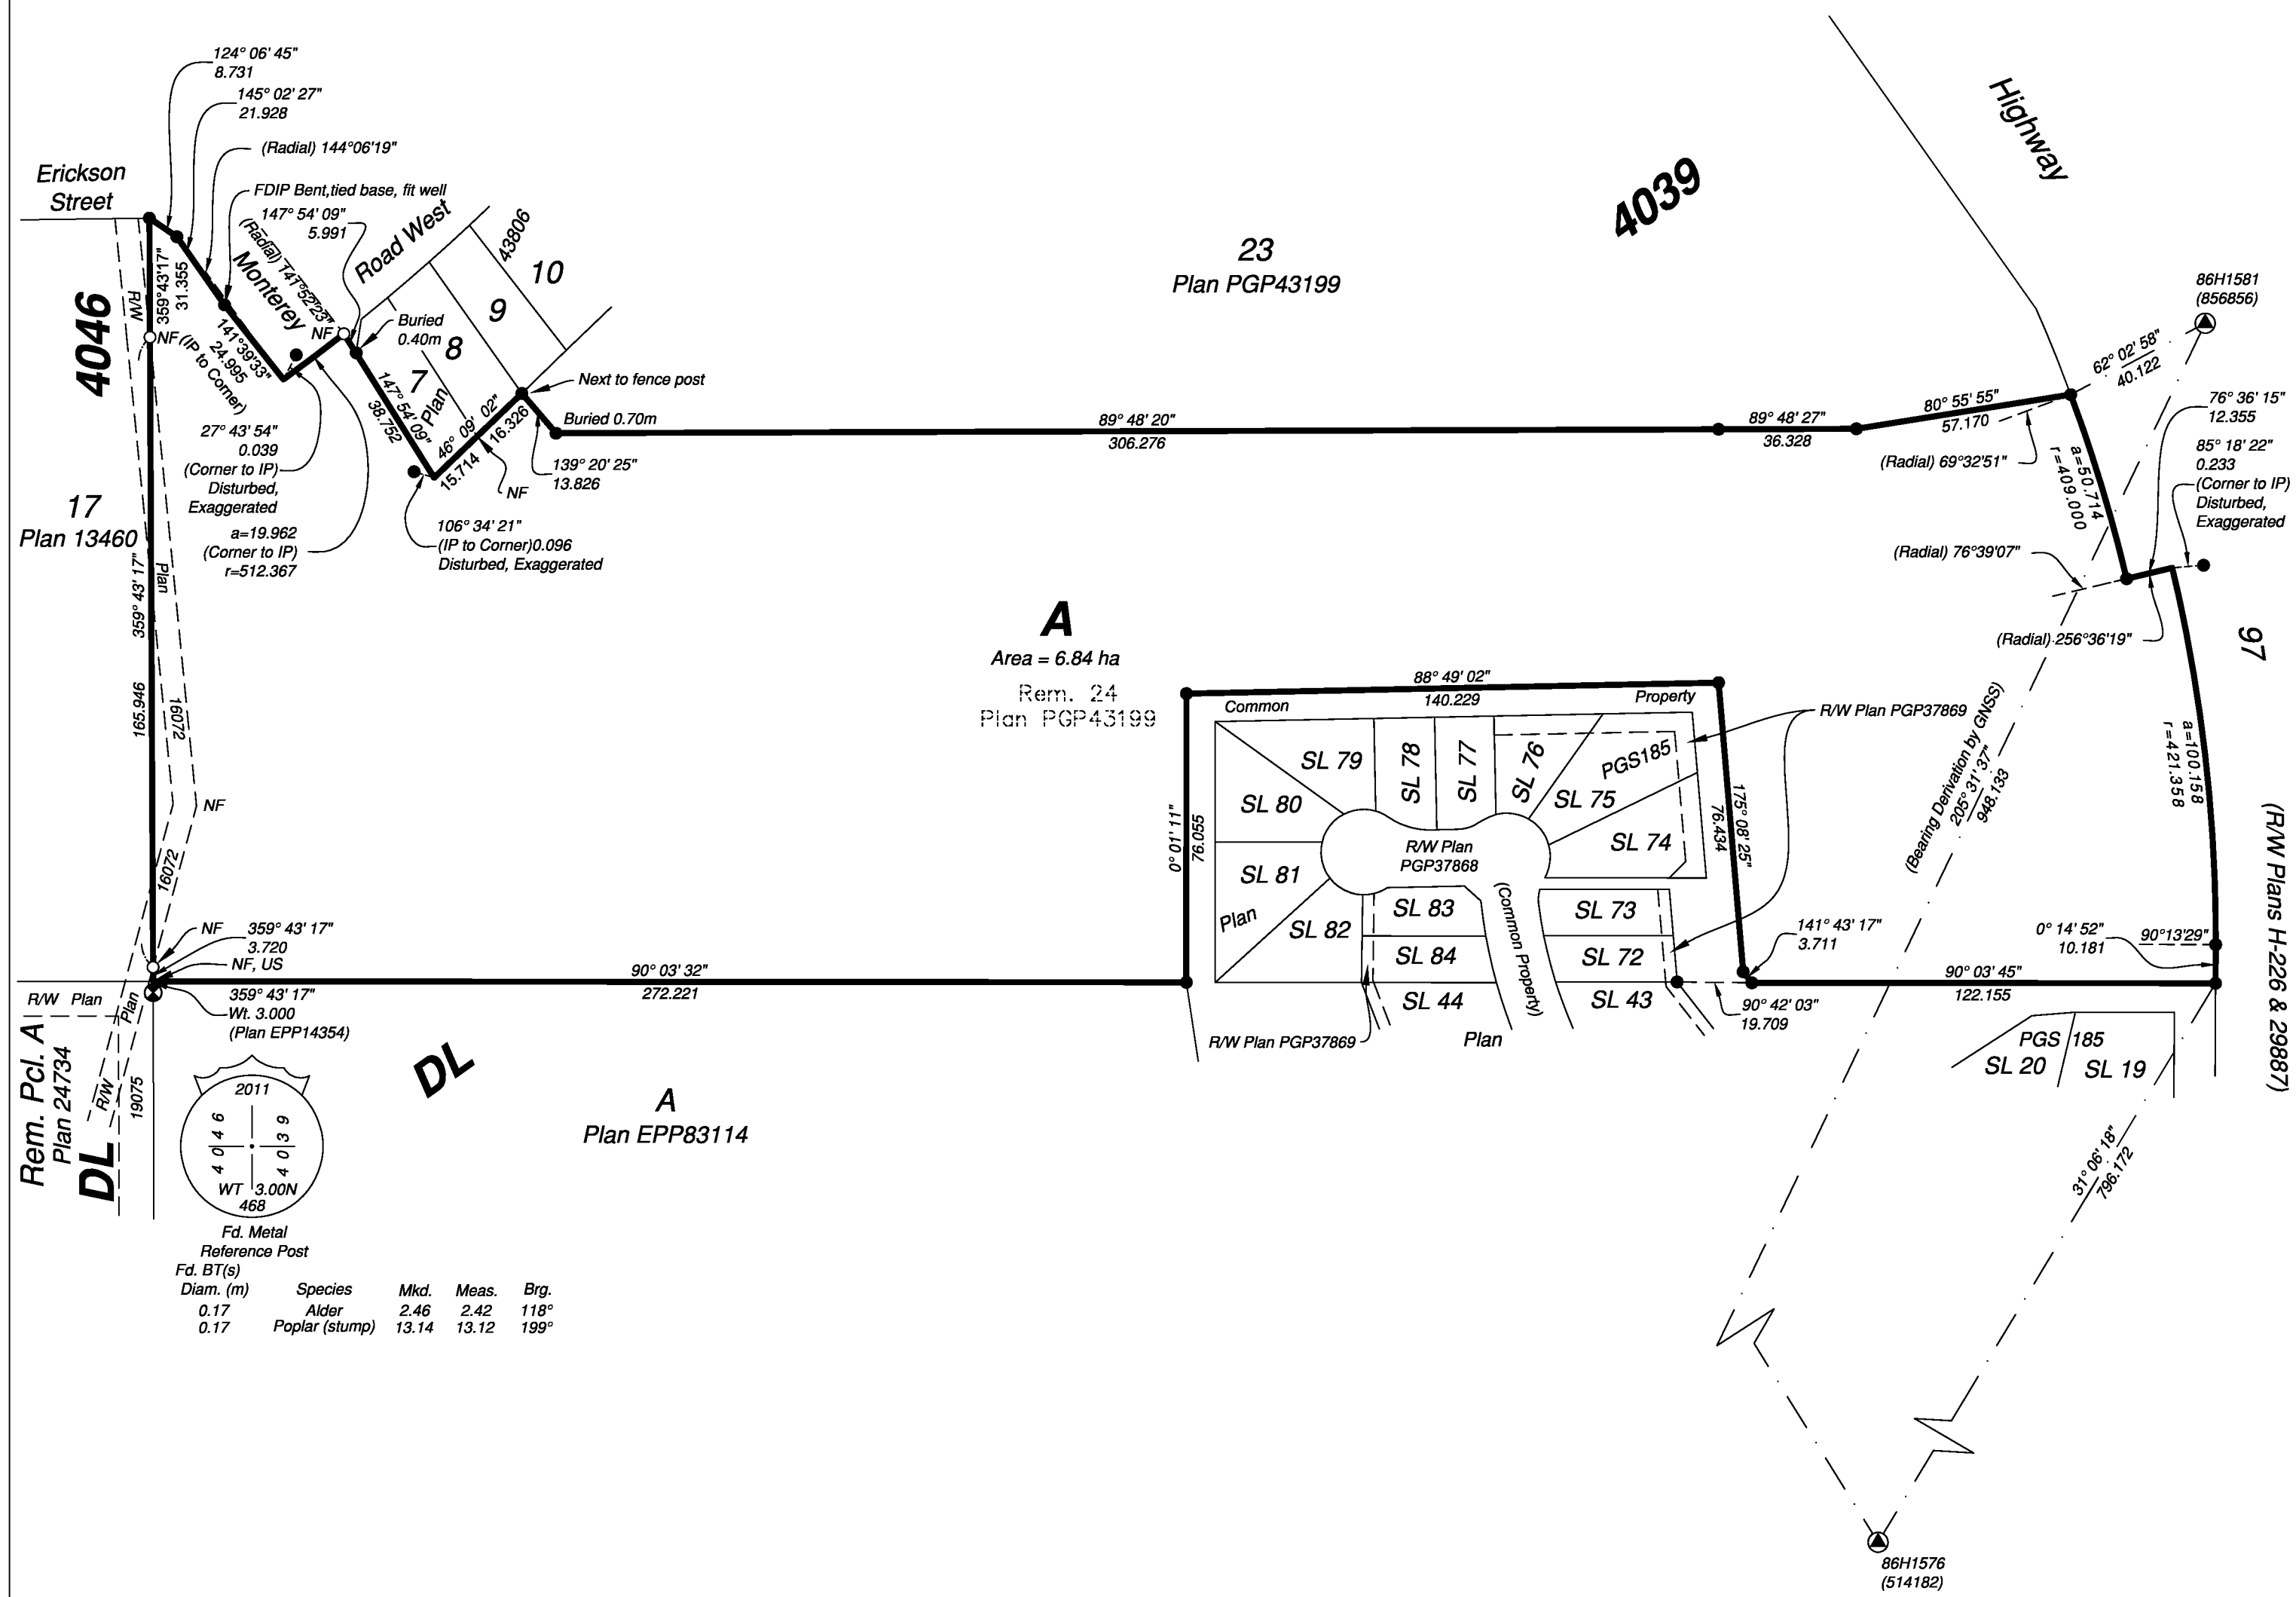 124° 06' 45"
8.731
145° 02' 27"
21.928
(Radial) 144°06'19"
FDIP Bent,tied base, fit well
147° 54' 09"
5.991
Erickson
Street
(Radial) 141°52'23"
Monterey
Road West
43806
10
9
8
7
Plan
NF
Buried
0.40m
359°43'17"
31.355
R/W
4046
NF (IP to Corner)
141°39'33"
24.995
147° 54' 09"
38.752
46° 09' 02"
16.326
15.714
Next to fence post
Buried 0.70m
139° 20' 25"
13.826
NF
27° 43' 54"
0.039
(Corner to IP)
Disturbed,
Exaggerated
a=19.962
(Corner to IP)
r=512.367
106° 34' 21"
(IP to Corner)0.096
Disturbed, Exaggerated
17
Plan 13460
359° 43' 17"
165.946
Plan
16072
NF
16072
23
Plan PGP43199
4039
Highway
86H1581
(856856)
62° 02' 58"
40.122
89° 48' 20"
306.276
89° 48' 27"
36.328
80° 55' 55"
57.170
(Radial) 69°32'51"
a=50.714
r=409.000
76° 36' 15"
12.355
85° 18' 22"
0.233
(Corner to IP)
Disturbed,
Exaggerated
(Radial) 76°39'07"
(Radial) 256°36'19"
97
A
Area = 6.84 ha
Rem. 24
Plan PGP43199
88° 49' 02"
140.229
Common
Property
R/W Plan PGP37869
0° 01' 11"
76.055
SL 79
SL 78
SL 77
SL 76
PGS185
SL 75
SL 80
SL 74
R/W Plan
PGP37868
SL 81
Plan
SL 82
SL 83
SL 84
(Common Property)
SL 73
SL 72
SL 44
SL 43
R/W Plan PGP37869
Plan
175° 08' 25"
76.434
141° 43' 17"
3.711
90° 42' 03"
19.709
(Bearing Derivation by GNSS)
205° 31' 37"
948.133
a=100.158
r=421.358
0° 14' 52"
10.181
90°13'29"
90° 03' 45"
122.155
(R/W Plans H-226 & 29887)
NF
359° 43' 17"
3.720
NF, US
359° 43' 17"
Wt. 3.000
(Plan EPP14354)
90° 03' 32"
272.221
R/W Plan
Plan
R/W
19075
Rem. Pcl. A
Plan 24734
DL
DL
A
Plan EPP83114
PGS 185
SL 20
SL 19
31° 06' 18"
796.172
2011
4046
4039
WT 3.00N
468
Fd. Metal
Reference Post
Fd. BT(s)
Diam. (m) Species Mkd. Meas. Brg.
0.17 Alder 2.46 2.42 118°
0.17 Poplar (stump) 13.14 13.12 199°
86H1576
(514182)